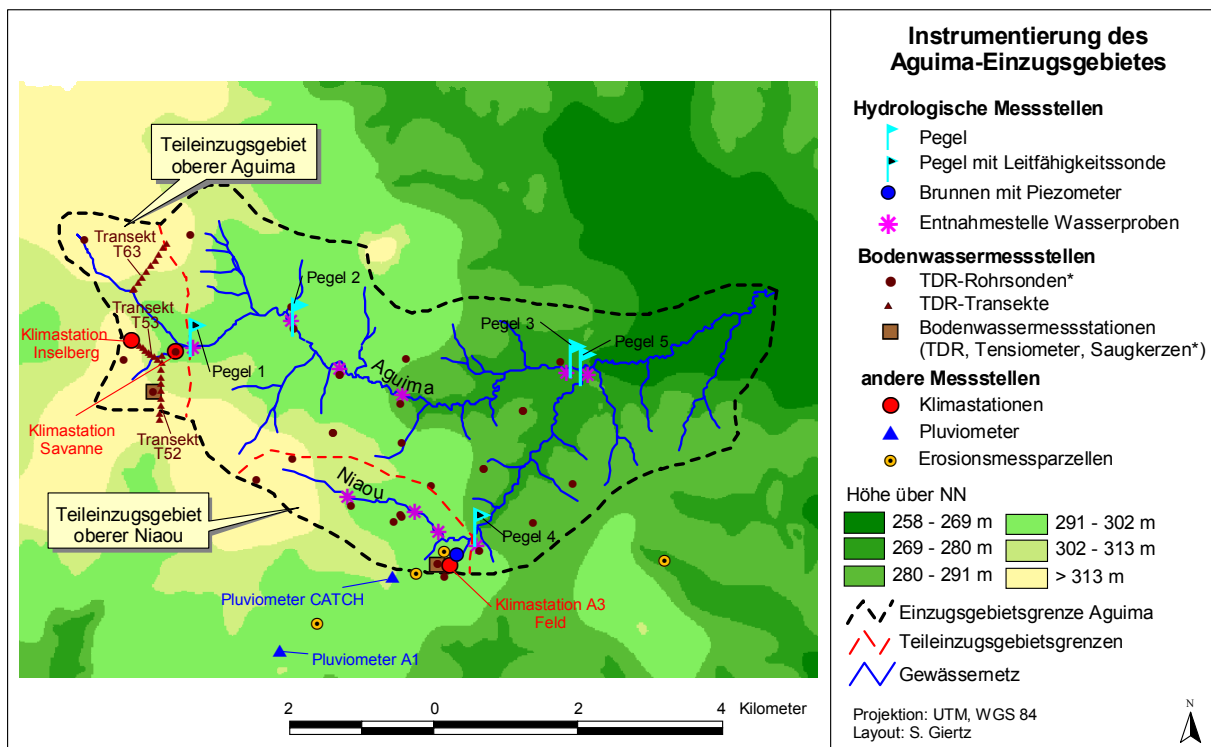 Instrumentierung des
Aguima-Einzugsgebietes
Hydrologische Messstellen
Pegel
Pegel mit Leitfähigkeitssonde
Brunnen mit Piezometer
Entnahmestelle Wasserproben
Bodenwassermessstellen
TDR-Rohrsonden*
TDR-Transekte
Bodenwassermessstationen
(TDR, Tensiometer, Saugkerzen*)
andere Messstellen
Klimastationen
Pluviometer
Erosionsmessparzellen
Höhe über NN
258 - 269 m
269 - 280 m
280 - 291 m
291 - 302 m
302 - 313 m
> 313 m
Einzugsgebietsgrenze Aguima
Teileinzugsgebietsgrenzen
Gewässernetz
Projektion: UTM, WGS 84
Layout: S. Giertz
N
Teileinzugsgebiet
oberer Aguima
Transekt
T63
Transekt
T53
Klimastation
Inselberg
Pegel 1
Pegel 2
Pegel 3
Pegel 5
Aguima
Klimastation
Savanne
Transekt
T52
Niaou
Teileinzugsgebiet
oberer Niaou
Pegel 4
Pluviometer CATCH
Klimastation A3
Feld
Pluviometer A1
2 0 2 4 Kilometer